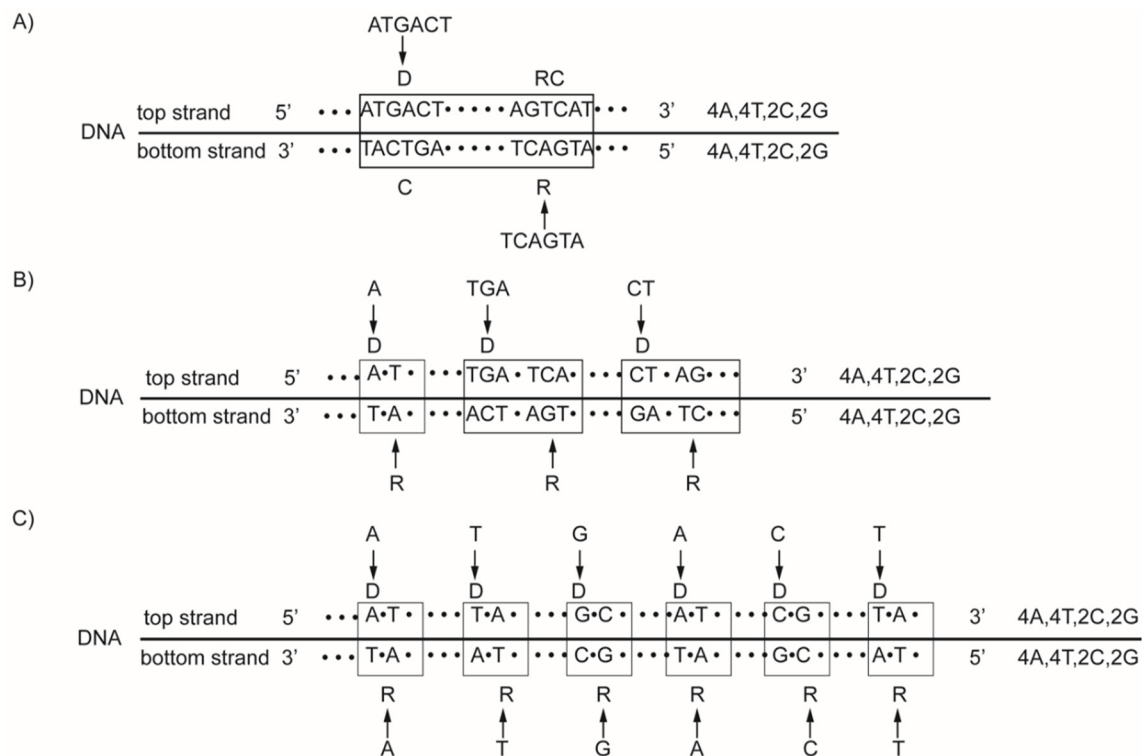 A)
ATGACT
D RC
top strand 5’ •••ATGACT•••••AGTCAT••• 3’ 4A,4T,2C,2G
DNA
bottom strand 3’ •••TACTGA•••••TCAGTA••• 5’ 4A,4T,2C,2G
C R
TCAGTA
B)
A TGA CT
D D D
top strand 5’ •••A•T• •••TGA•TCA• •••CT•AG••• 3’ 4A,4T,2C,2G
DNA
bottom strand 3’ •••T•A• •••ACT•AGT• •••GA•TC••• 5’ 4A,4T,2C,2G
R R R
C)
A T G A C T
D D D D D D
top strand 5’ •••A•T• •••T•A• •••G•C• •••A•T• •••C•G• •••T•A• 3’ 4A,4T,2C,2G
DNA
bottom strand 3’ •••T•A• •••A•T• •••C•G• •••T•A• •••G•C• •••A•T• 5’ 4A,4T,2C,2G
R R R R R R
A T G A C T